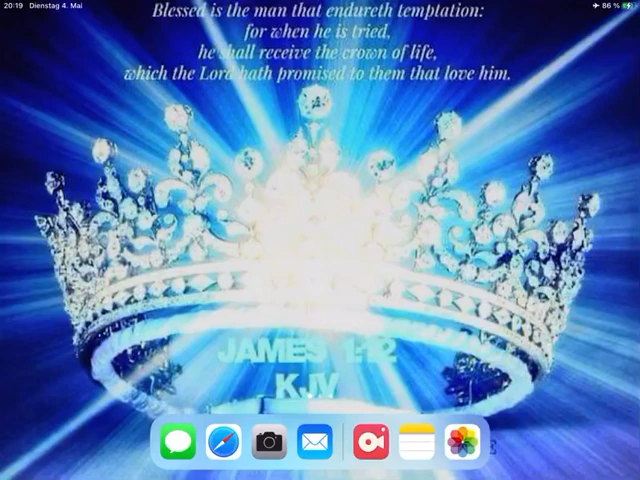 20:19 Dienstag 4. Mai
86 %
Blessed is the man that endureth temptation:
for when he is tried,
he shall receive the crown of life,
which the Lord hath promised to them that love him.
JAMES 1:12
KJV